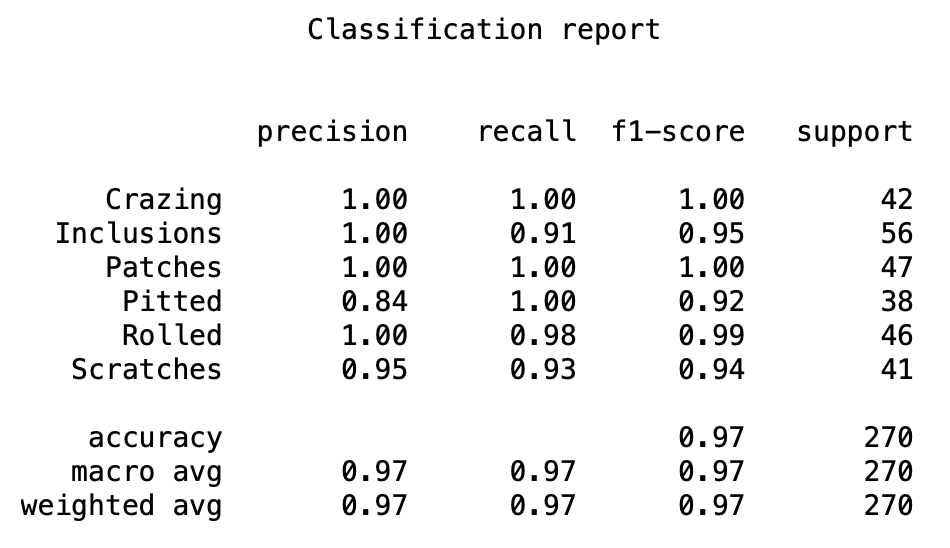 Classification report
precision recall f1-score support
Crazing 1.00 1.00 1.00 42
Inclusions 1.00 0.91 0.95 56
Patches 1.00 1.00 1.00 47
Pitted 0.84 1.00 0.92 38
Rolled 1.00 0.98 0.99 46
Scratches 0.95 0.93 0.94 41
accuracy 0.97 270
macro avg 0.97 0.97 0.97 270
weighted avg 0.97 0.97 0.97 270